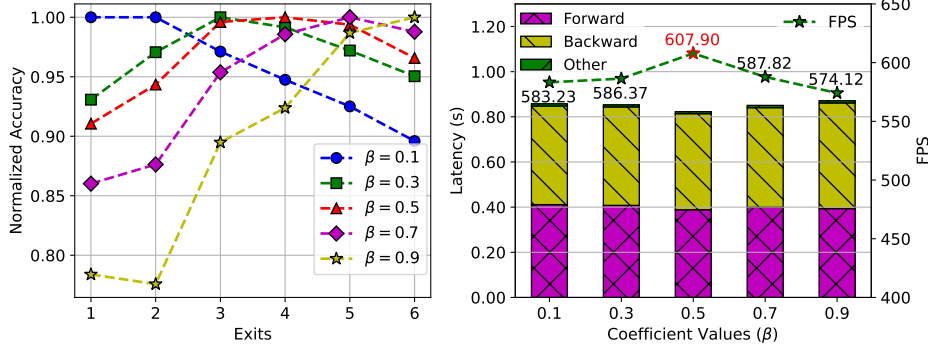 1.00
0.95
0.90
0.85
0.80
Normalized Accuracy
β = 0.1
β = 0.3
β = 0.5
β = 0.7
β = 0.9
1 2 3 4 5 6
Exits
1.20
1.00
0.80
0.60
0.40
0.20
0.00
Latency (s)
Forward
Backward
Other
FPS
583.23
586.37
607.90
587.82
574.12
650
600
550
500
450
400
FPS
0.1 0.3 0.5 0.7 0.9
Coefficient Values (β)